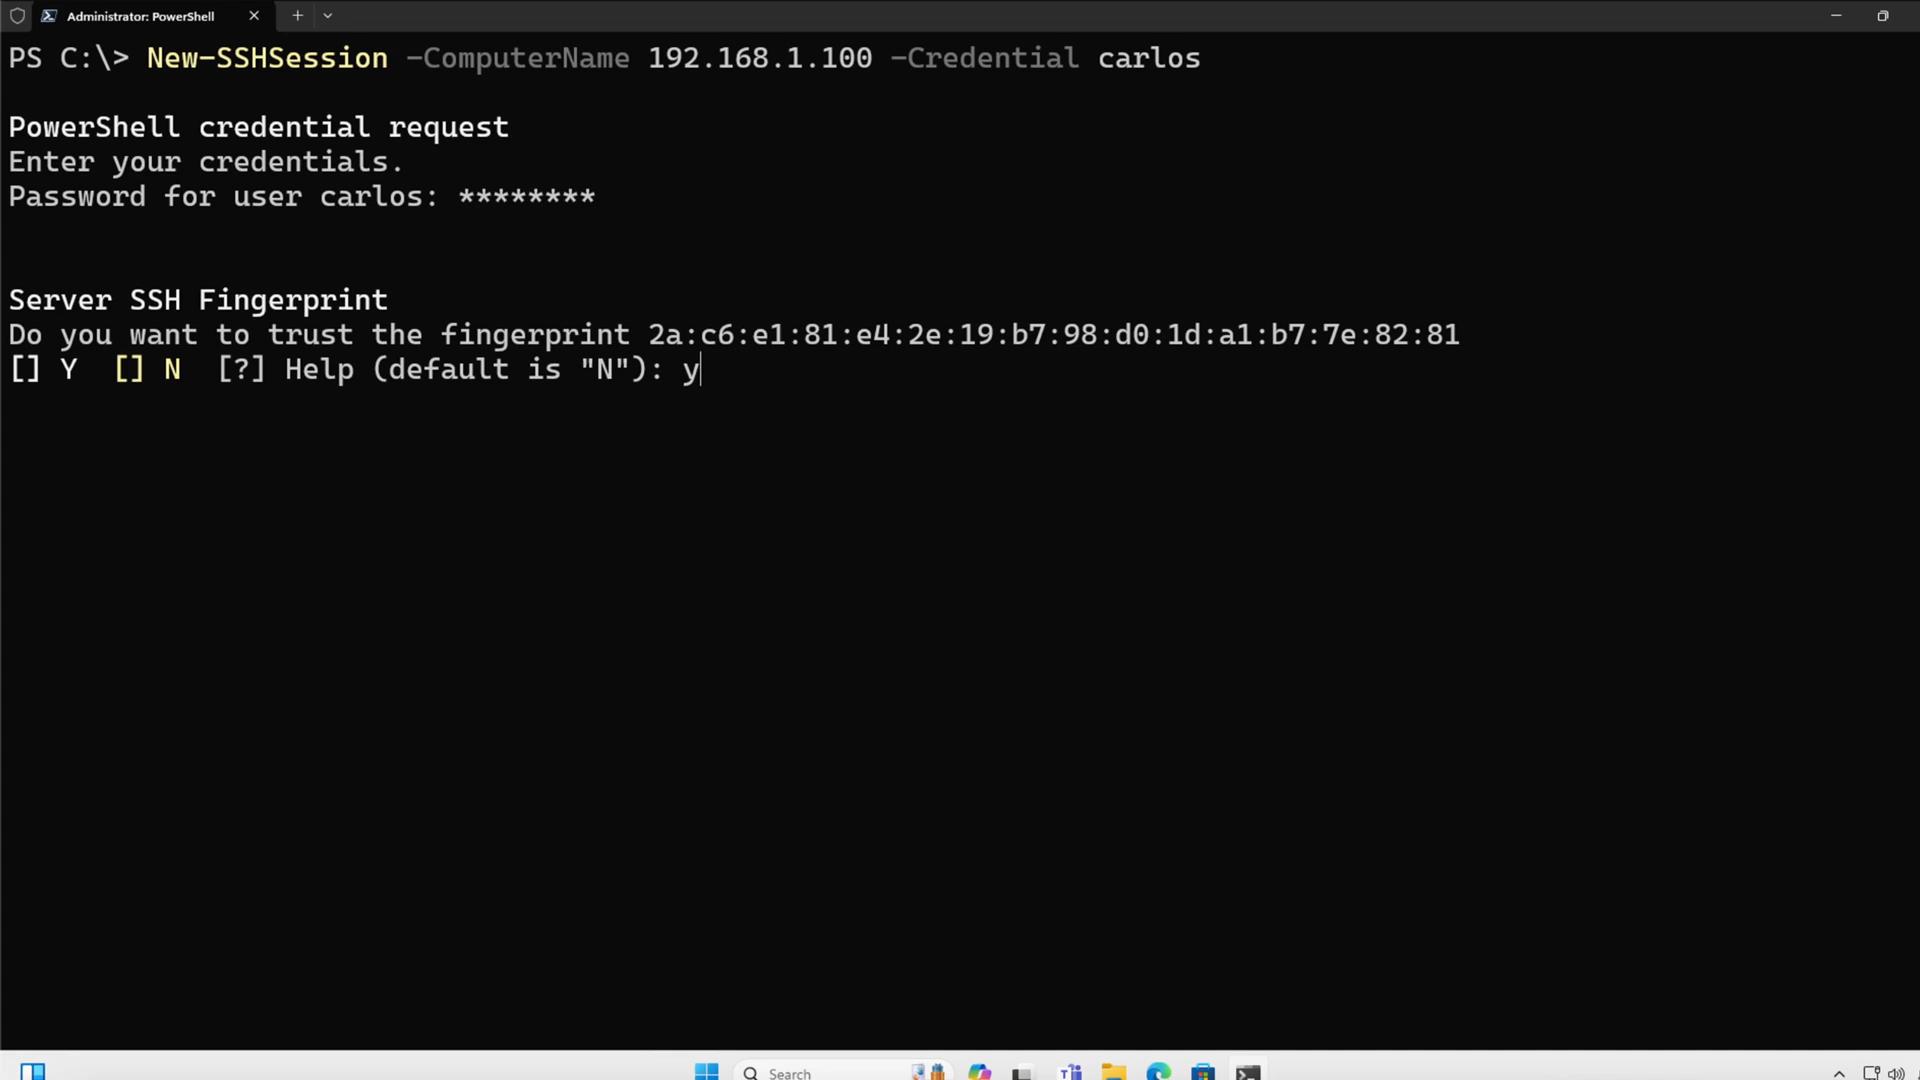 Administrator: PowerShell
PS C:\> New-SSHSession -ComputerName 192.168.1.100 -Credential carlos
PowerShell credential request
Enter your credentials.
Password for user carlos: ********
Server SSH Fingerprint
Do you want to trust the fingerprint 2a:c6:e1:81:e4:2e:19:b7:98:d0:1d:a1:b7:7e:82:81
[] Y  [] N  [?] Help (default is "N"): y
Search